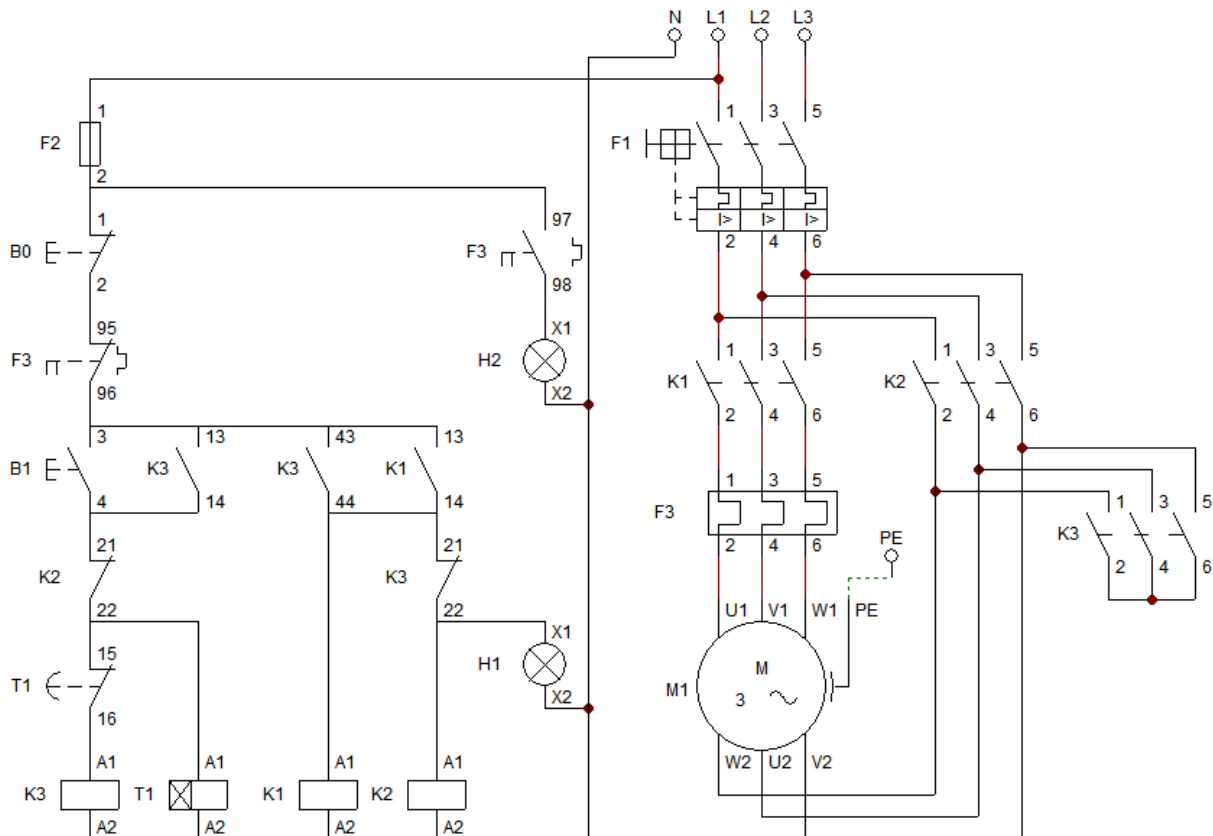 N L1 L2 L3
1 1 3 5
F2 F1
2
I> I> I>
1 97 2 4 6
B0 F3
2 98
95 X1 1 3 5 1 3 5
F3 H2 K1 K2
96 X2 2 4 6 2 4 6
3 13 43 13
B1 K3 K3 K1
4 14 44 14
1 3 5 1 3 5
F3 K3
2 4 6 2 4 6
PE
21 21
K2 K3
22 22
U1 V1 W1 PE
15 X1
T1 H1 M1 M
3
16 X2
W2 U2 V2
A1 A1 A1 A1
K3 T1 K1 K2
A2 A2 A2 A2